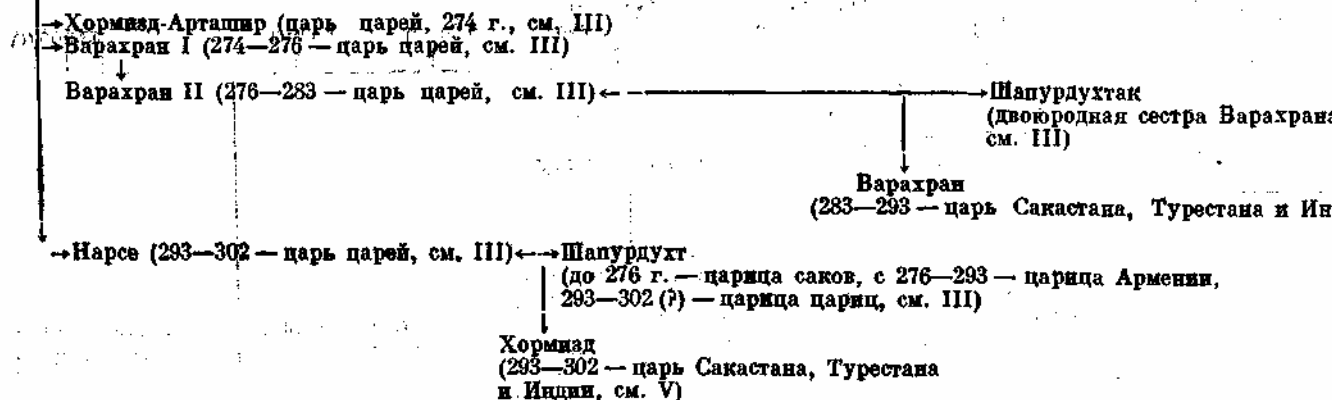 Хормизд-Арташир (царь царей, 274 г., см. III)
Варахран I (274—276 — царь царей, см. III)
Варахран II (276—283 — царь царей, см. III)
Шапурдухтак
(двоюродная сестра Варахрана
см. III)
Варахран
(283—293 — царь Сакастана, Турестана и Ин
Нарсе (293—302 — царь царей, см. III)
Шапурдухт
(до 276 г. — царица саков, с 276—293 — царица Армении,
293—302 (?) — царица цариц, см. III)
Хормизд
(293—302 — царь Сакастана, Турестана
и Индии, см. V)